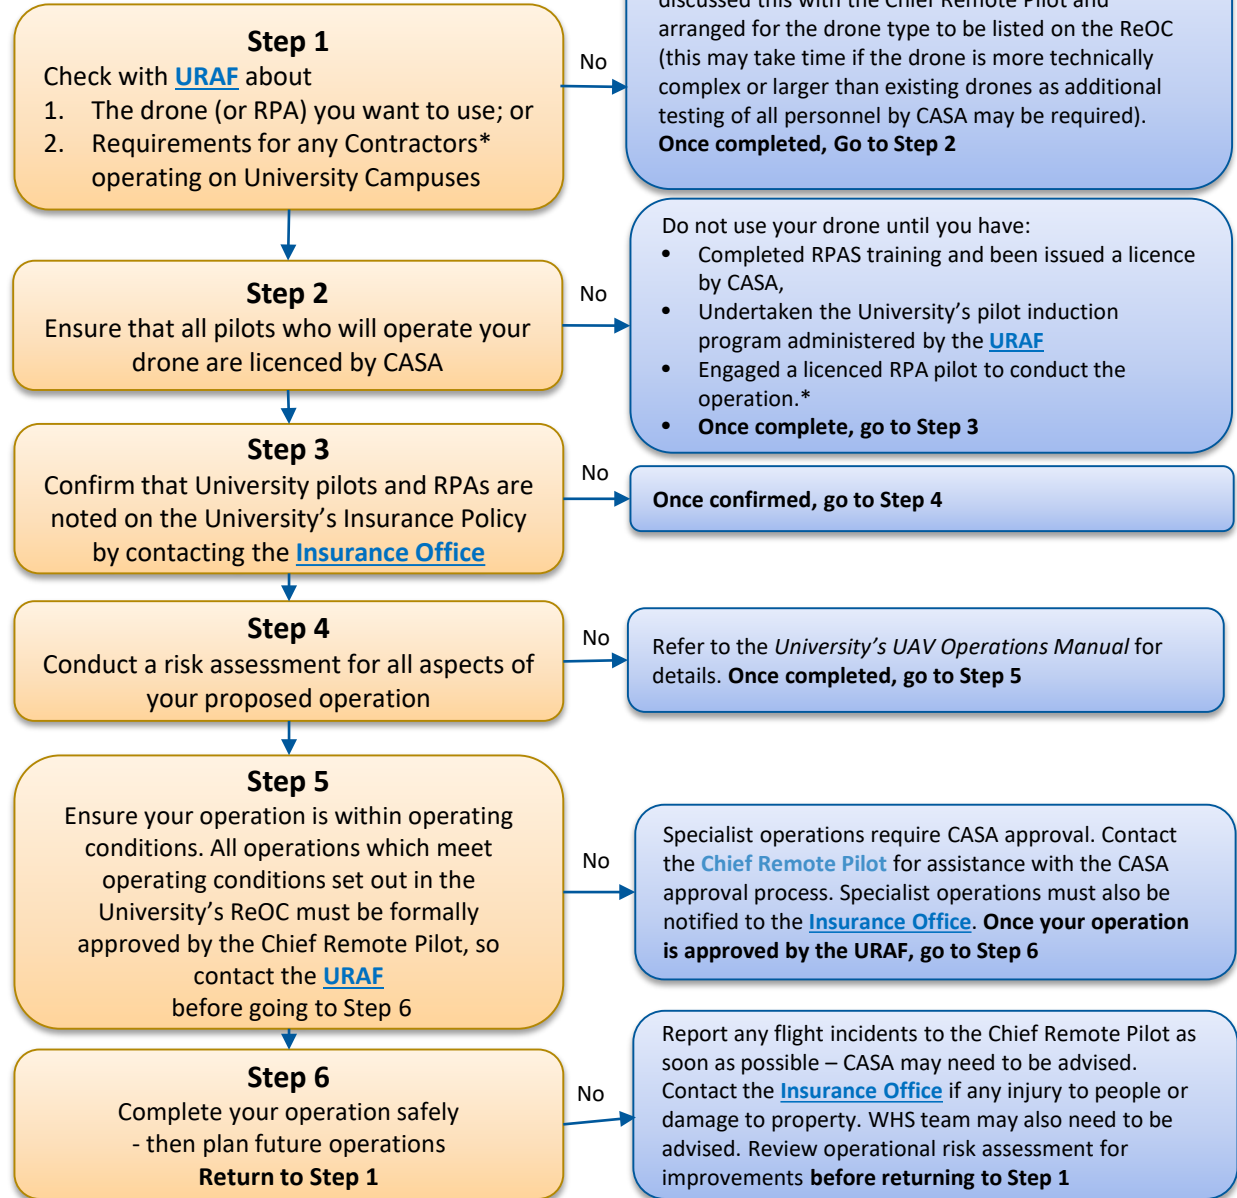 Step 1
Check with URAF about
1. The drone (or RPA) you want to use; or
2. Requirements for any Contractors*
operating on University Campuses
No
discussed this with the Chief Remote Pilot and
arranged for the drone type to be listed on the ReOC
(this may take time if the drone is more technically
complex or larger than existing drones as additional
testing of all personnel by CASA may be required).
Once completed, Go to Step 2
Step 2
Ensure that all pilots who will operate your
drone are licenced by CASA
No
Do not use your drone until you have:
• Completed RPAS training and been issued a licence
by CASA,
• Undertaken the University's pilot induction
program administered by the URAF
• Engaged a licenced RPA pilot to conduct the
operation.*
• Once complete, go to Step 3
Step 3
Confirm that University pilots and RPAs are
noted on the University's Insurance Policy
by contacting the Insurance Office
No
Once confirmed, go to Step 4
Step 4
Conduct a risk assessment for all aspects of
your proposed operation
No
Refer to the University's UAV Operations Manual for
details. Once completed, go to Step 5
Step 5
Ensure your operation is within operating
conditions. All operations which meet
operating conditions set out in the
University's ReOC must be formally
approved by the Chief Remote Pilot, so
contact the URAF
before going to Step 6
No
Specialist operations require CASA approval. Contact
the Chief Remote Pilot for assistance with the CASA
approval process. Specialist operations must also be
notified to the Insurance Office. Once your operation
is approved by the URAF, go to Step 6
Step 6
Complete your operation safely
- then plan future operations
Return to Step 1
No
Report any flight incidents to the Chief Remote Pilot as
soon as possible – CASA may need to be advised.
Contact the Insurance Office if any injury to people or
damage to property. WHS team may also need to be
advised. Review operational risk assessment for
improvements before returning to Step 1